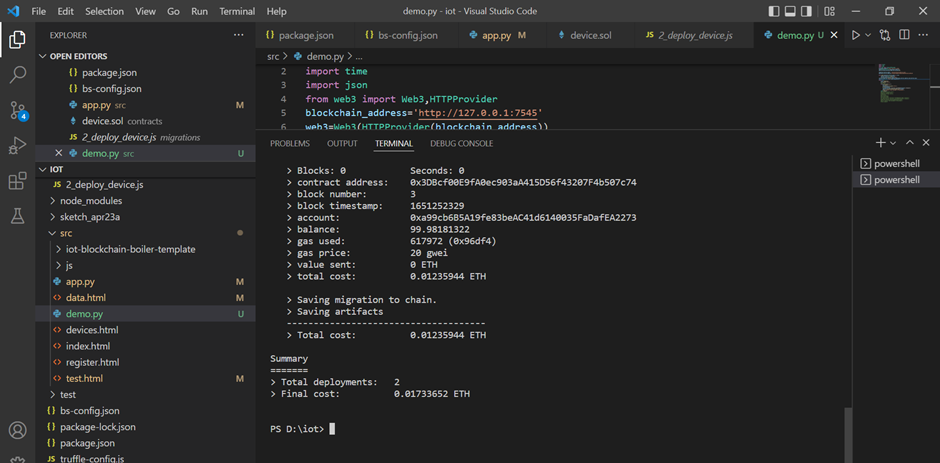 File Edit Selection View Go Run Terminal Help demo.py - iot - Visual Studio Code
EXPLORER
OPEN EDITORS
package.json
bs-config.json
app.py src M
device.sol contracts
2_deploy_device.js migrations
demo.py src U
IOT
2_deploy_device.js
node_modules
sketch_apr23a
src
iot-blockchain-boiler-template
js
app.py M
data.html M
demo.py U
devices.html
index.html
register.html
test.html M
test
bs-config.json
package-lock.json
package.json
truffle-config.js
4
package.json bs-config.json app.py M device.sol 2_deploy_device.js demo.py U
src > demo.py > ...
2 import time
3 import json
4 from web3 import Web3,HTTPProvider
5 blockchain_address='http://127.0.0.1:7545'
6 web3=Web3(HTTPProvider(blockchain_address))
PROBLEMS OUTPUT TERMINAL DEBUG CONSOLE
> Blocks: 0 Seconds: 0
> contract address: 0x3DBcf00E9fA0ec903aA415D56f43207F4b507c74
> block number: 3
> block timestamp: 1651252329
> account: 0xa99cb6B5A19fe83beAC41d6140035FaDafEA2273
> balance: 99.98181322
> gas used: 617972 (0x96df4)
> gas price: 20 gwei
> value sent: 0 ETH
> total cost: 0.01235944 ETH
> Saving migration to chain.
> Saving artifacts
-------------------------------------
> Total cost: 0.01235944 ETH
Summary
=======
> Total deployments: 2
> Final cost: 0.01733652 ETH
PS D:\iot>
powershell
powershell